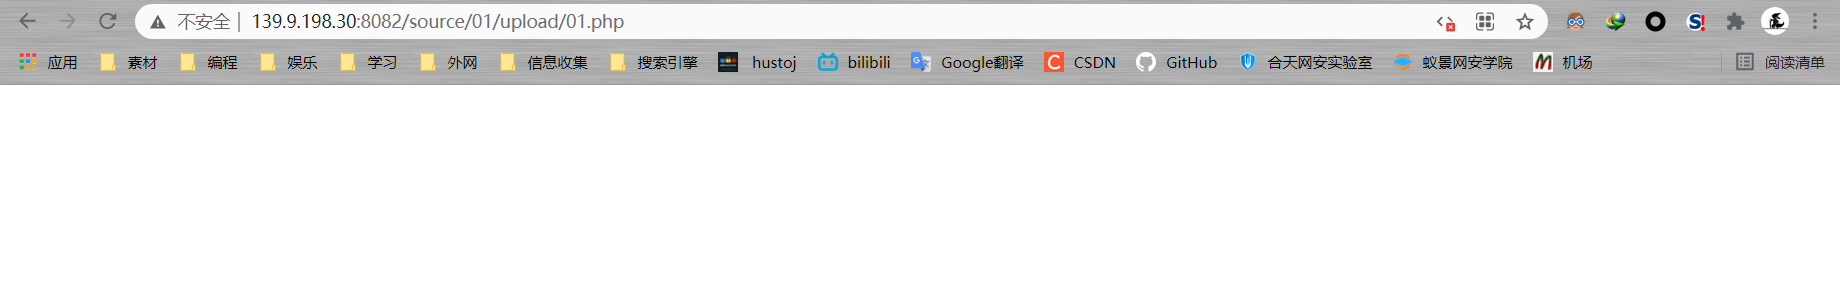 不安全 | 139.9.198.30:8082/source/01/upload/01.php
应用 素材 编程 娱乐 学习 外网 信息收集 搜索引擎 hustoj bilibili Google翻译 CSDN GitHub 合天网安实验室 蚁景网安学院 机场 阅读清单